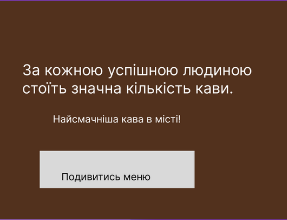 За кожною успішною людиною
стоїть значна кількість кави.
Найсмачніша кава в місті!
Подивитись меню